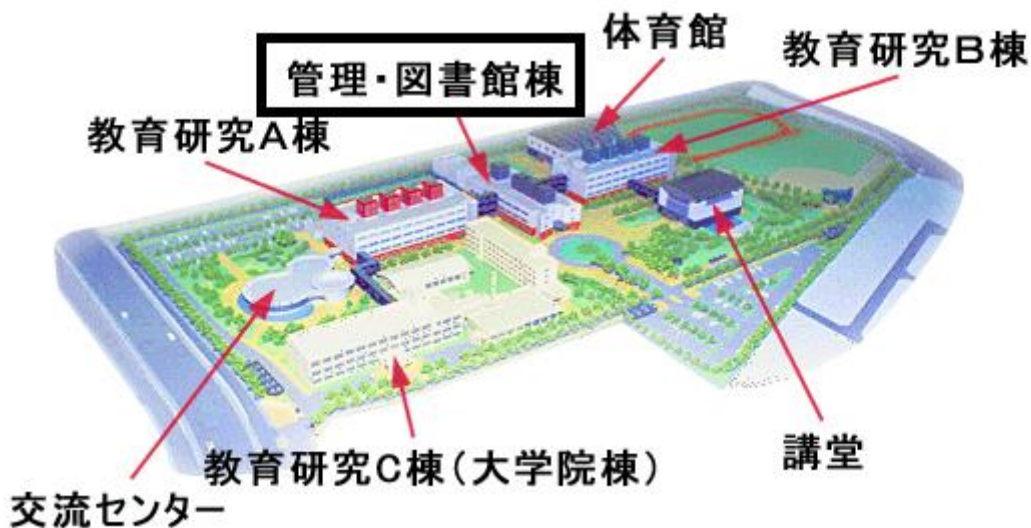 体育館
教育研究B棟
管理・図書館棟
教育研究A棟
講堂
教育研究C棟(大学院棟)
交流センター